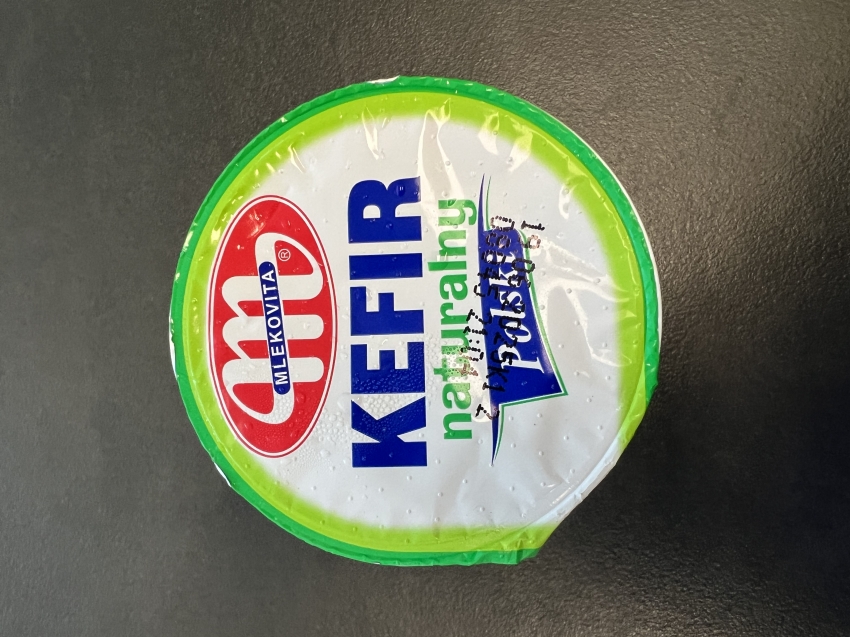 MLEKOVITA
®
KEFIR
naturalny
Polski